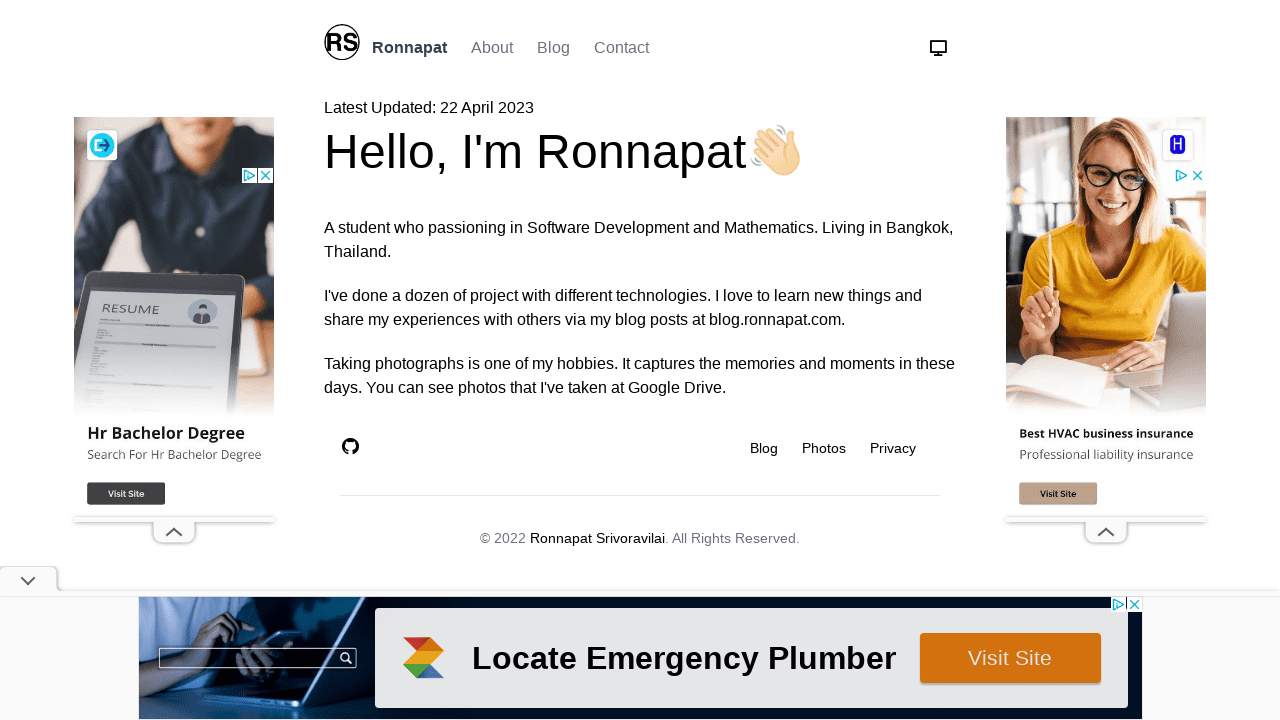 RS
Ronnapat About Blog Contact
Latest Updated: 22 April 2023
Hello, I'm Ronnapat
A student who passioning in Software Development and Mathematics. Living in Bangkok,
Thailand.
I've done a dozen of project with different technologies. I love to learn new things and
share my experiences with others via my blog posts at blog.ronnapat.com.
Taking photographs is one of my hobbies. It captures the memories and moments in these
days. You can see photos that I've taken at Google Drive.
Blog Photos Privacy
© 2022 Ronnapat Srivoravilai. All Rights Reserved.
RESUME
Hr Bachelor Degree
Search For Hr Bachelor Degree
Visit Site
H
Best HVAC business insurance
Professional liability insurance
Visit Site
Locate Emergency Plumber
Visit Site